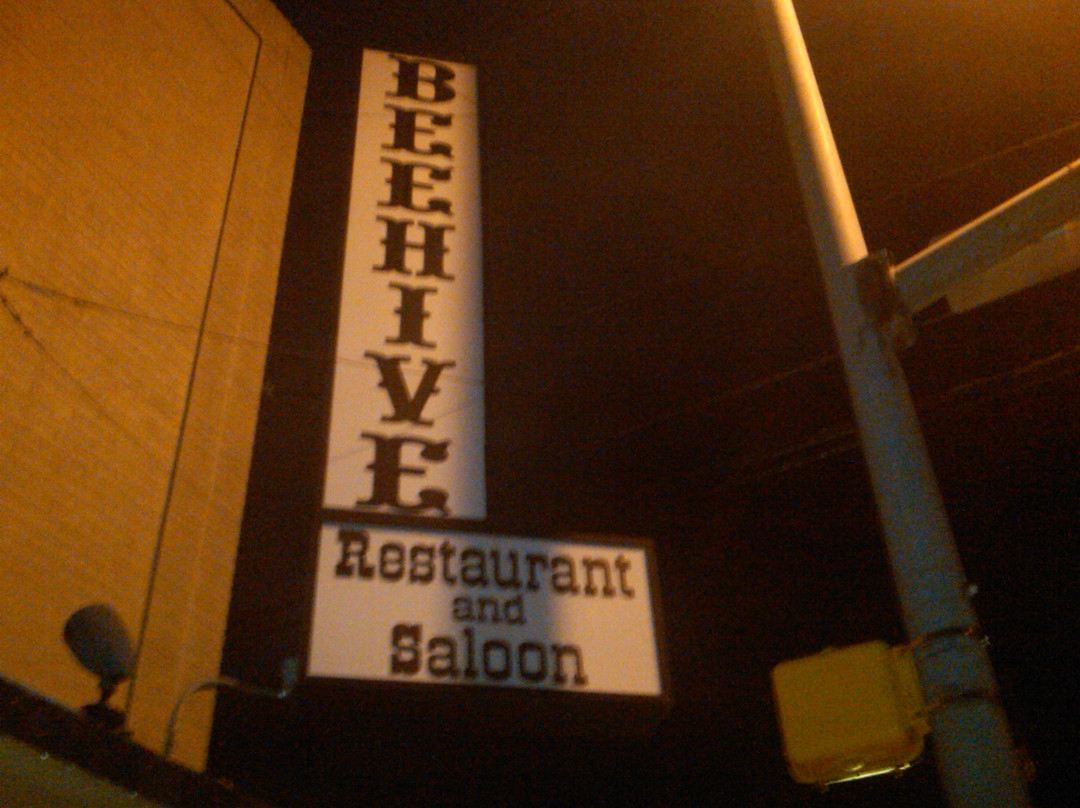 BEEHIVE
Restaurant
and
Saloon